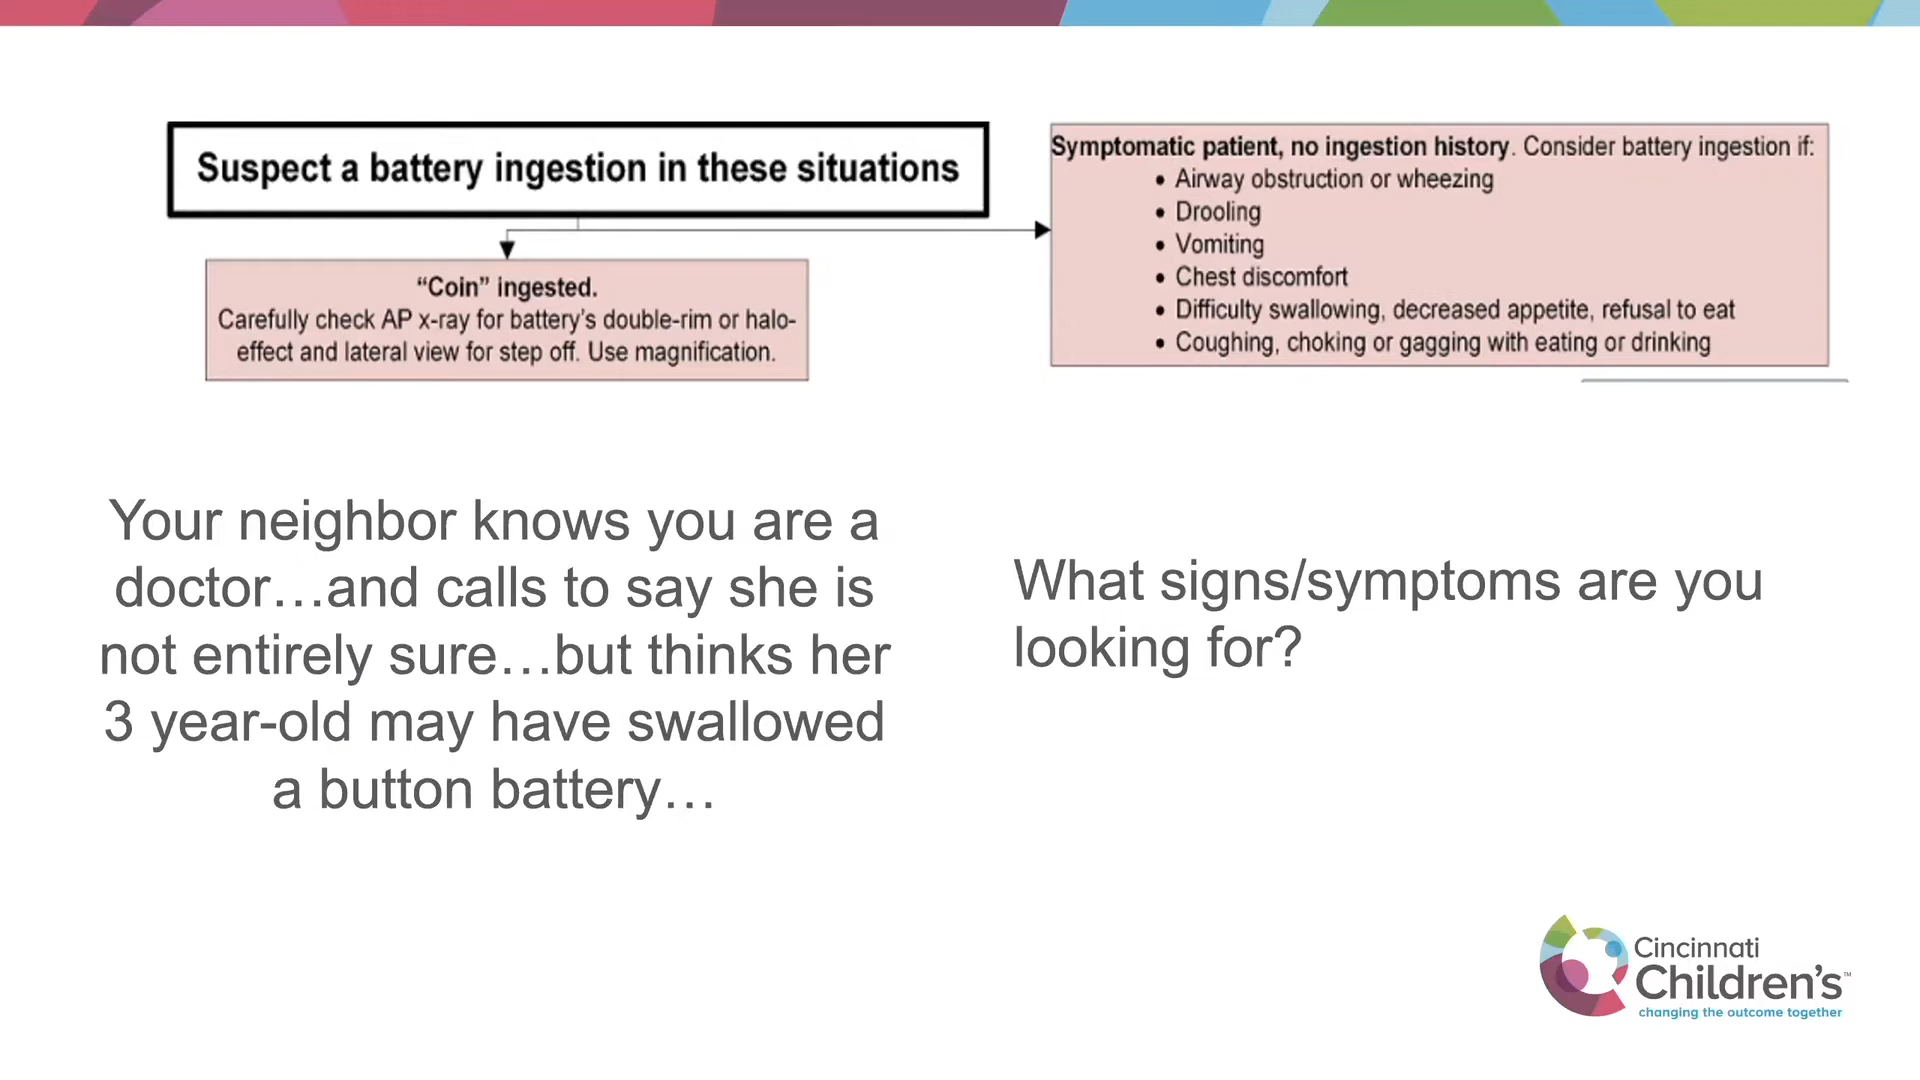 Suspect a battery ingestion in these situations
“Coin” ingested.
Carefully check AP x-ray for battery’s double-rim or halo-
effect and lateral view for step off. Use magnification.
Symptomatic patient, no ingestion history. Consider battery ingestion if:
• Airway obstruction or wheezing
• Drooling
• Vomiting
• Chest discomfort
• Difficulty swallowing, decreased appetite, refusal to eat
• Coughing, choking or gagging with eating or drinking
Your neighbor knows you are a
doctor…and calls to say she is
not entirely sure…but thinks her
3 year-old may have swallowed
a button battery…
What signs/symptoms are you
looking for?
Cincinnati
Children’s™
changing the outcome together